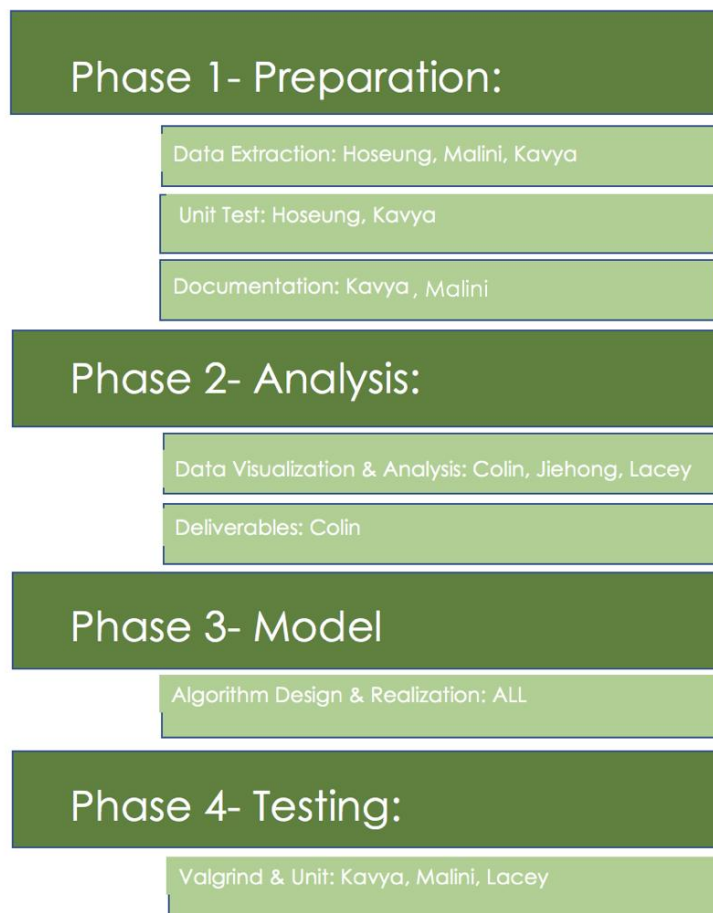 Phase 1- Preparation:
Data Extraction: Hoseung, Malini, Kavya
Unit Test: Hoseung, Kavya
Documentation: Kavya, Malini
Phase 2- Analysis:
Data Visualization & Analysis: Colin, Jiehong, Lacey
Deliverables: Colin
Phase 3- Model
Algorithm Design & Realization: ALL
Phase 4- Testing:
Valgrind & Unit: Kavya, Malini, Lacey